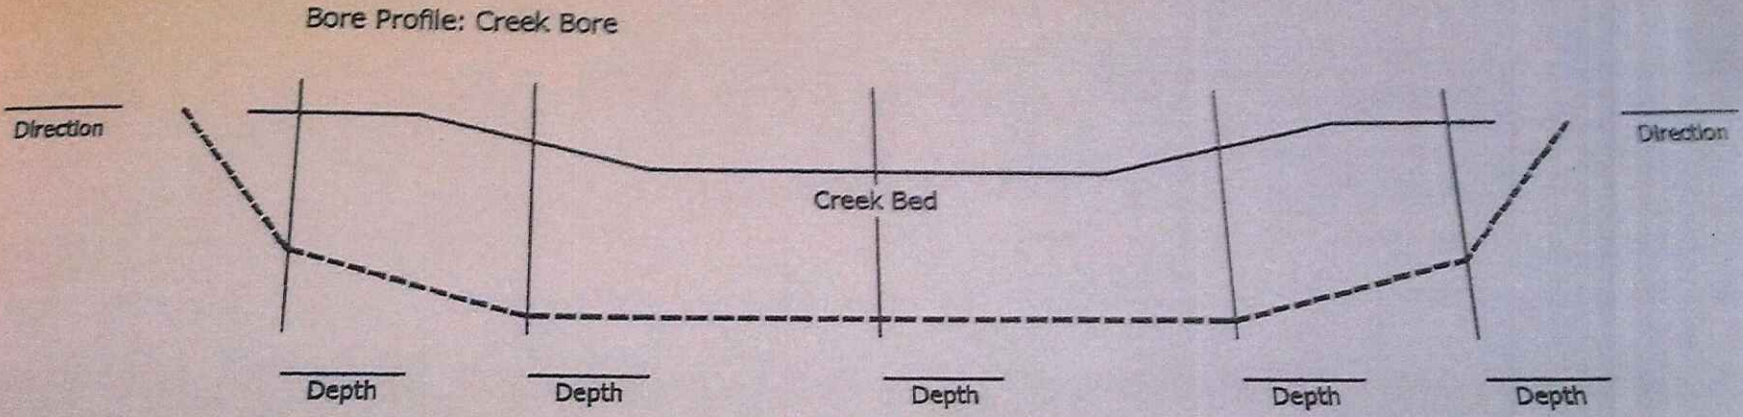 Bore Profile: Creek Bore
Direction
Direction
Creek Bed
Depth
Depth
Depth
Depth
Depth